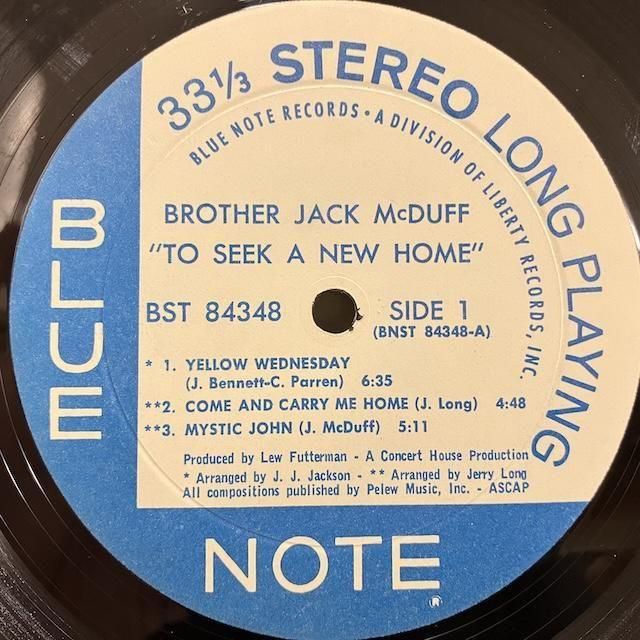 33⅓ STEREO LONG PLAYING
BLUE NOTE RECORDS • A DIVISION OF LIBERTY RECORDS, INC.
BROTHER JACK McDUFF
"TO SEEK A NEW HOME"
BST 84348
SIDE 1
(BNST 84348-A)
* 1. YELLOW WEDNESDAY
(J. Bennett-C. Parren) 6:35
**2. COME AND CARRY ME HOME (J. Long) 4:48
**3. MYSTIC JOHN (J. McDuff) 5:11
Produced by Lew Futterman - A Concert House Production
* Arranged by J. J. Jackson - ** Arranged by Jerry Long
All compositions published by Pelew Music, Inc. - ASCAP
BLUE
NOTE
®